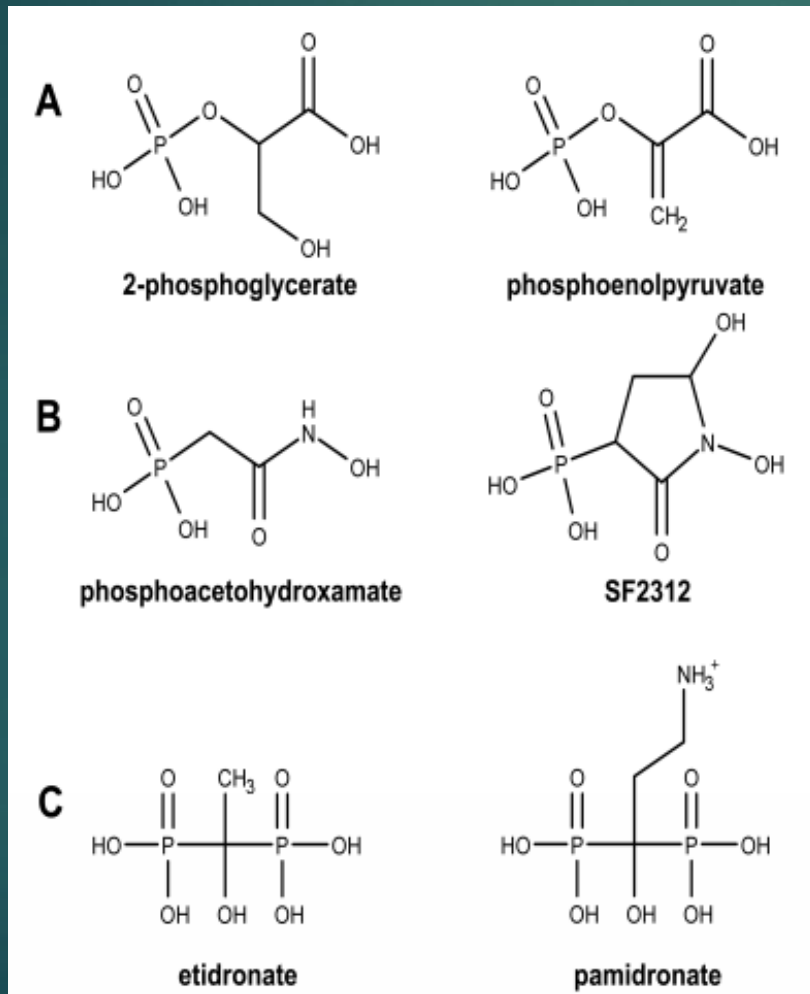 A
O
O
P
O
HO
OH
OH
OH
2-phosphoglycerate
O
O
P
O
HO
OH
OH
CH2
phosphoenolpyruvate
B
O
P
HO
OH
H
N
OH
O
phosphoacetohydroxamate
OH
O
P
HO
OH
N
OH
O
SF2312
C
O
CH3
O
HO
P
P
OH
OH
OH
OH
etidronate
NH3+
O
O
HO
P
P
OH
OH
OH
OH
pamidronate